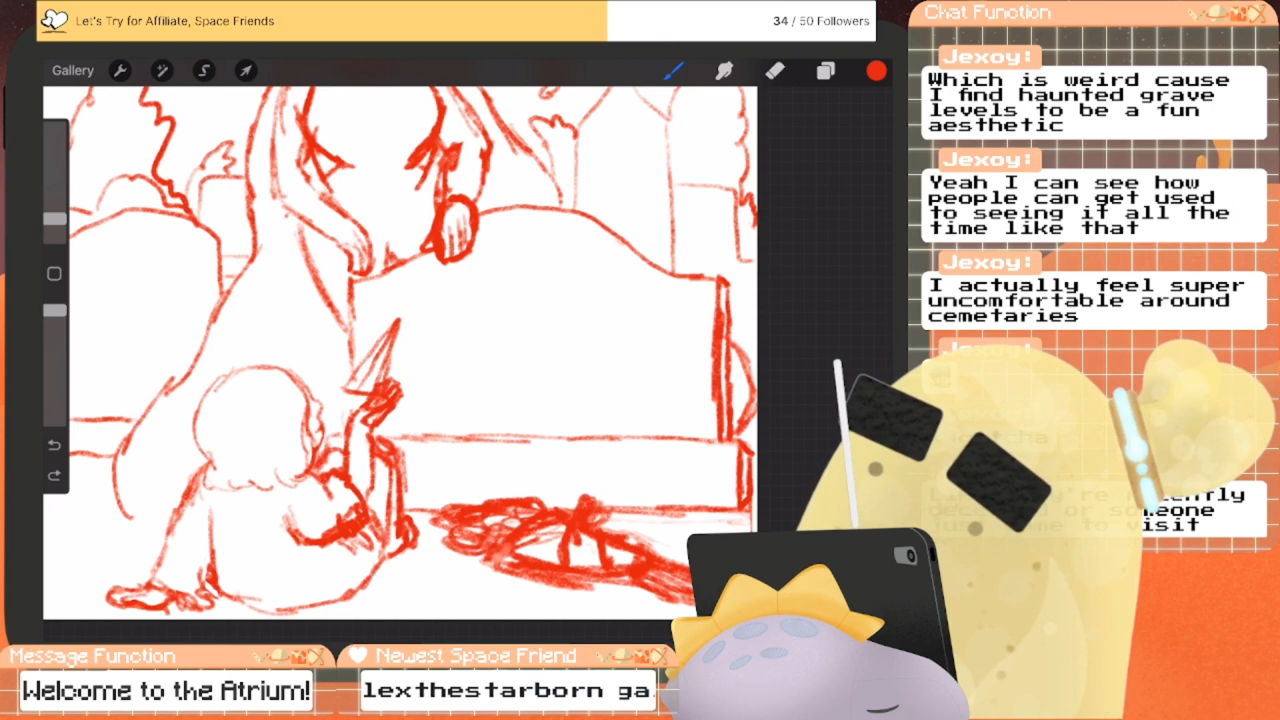 Let's Try for Affiliate, Space Friends
34 / 50 Followers
Gallery
Chat Function
Jexoy:
Which is weird cause
I find haunted grave
levels to be a fun
aesthetic
Jexoy:
Yeah I can see how
people can get used
to seeing it all the
time like that
Jexoy:
I actually feel super
uncomfortable around
cemetaries
Message Function
Welcome to the Atrium!
Newest Space Friend
lexthestarborn ga